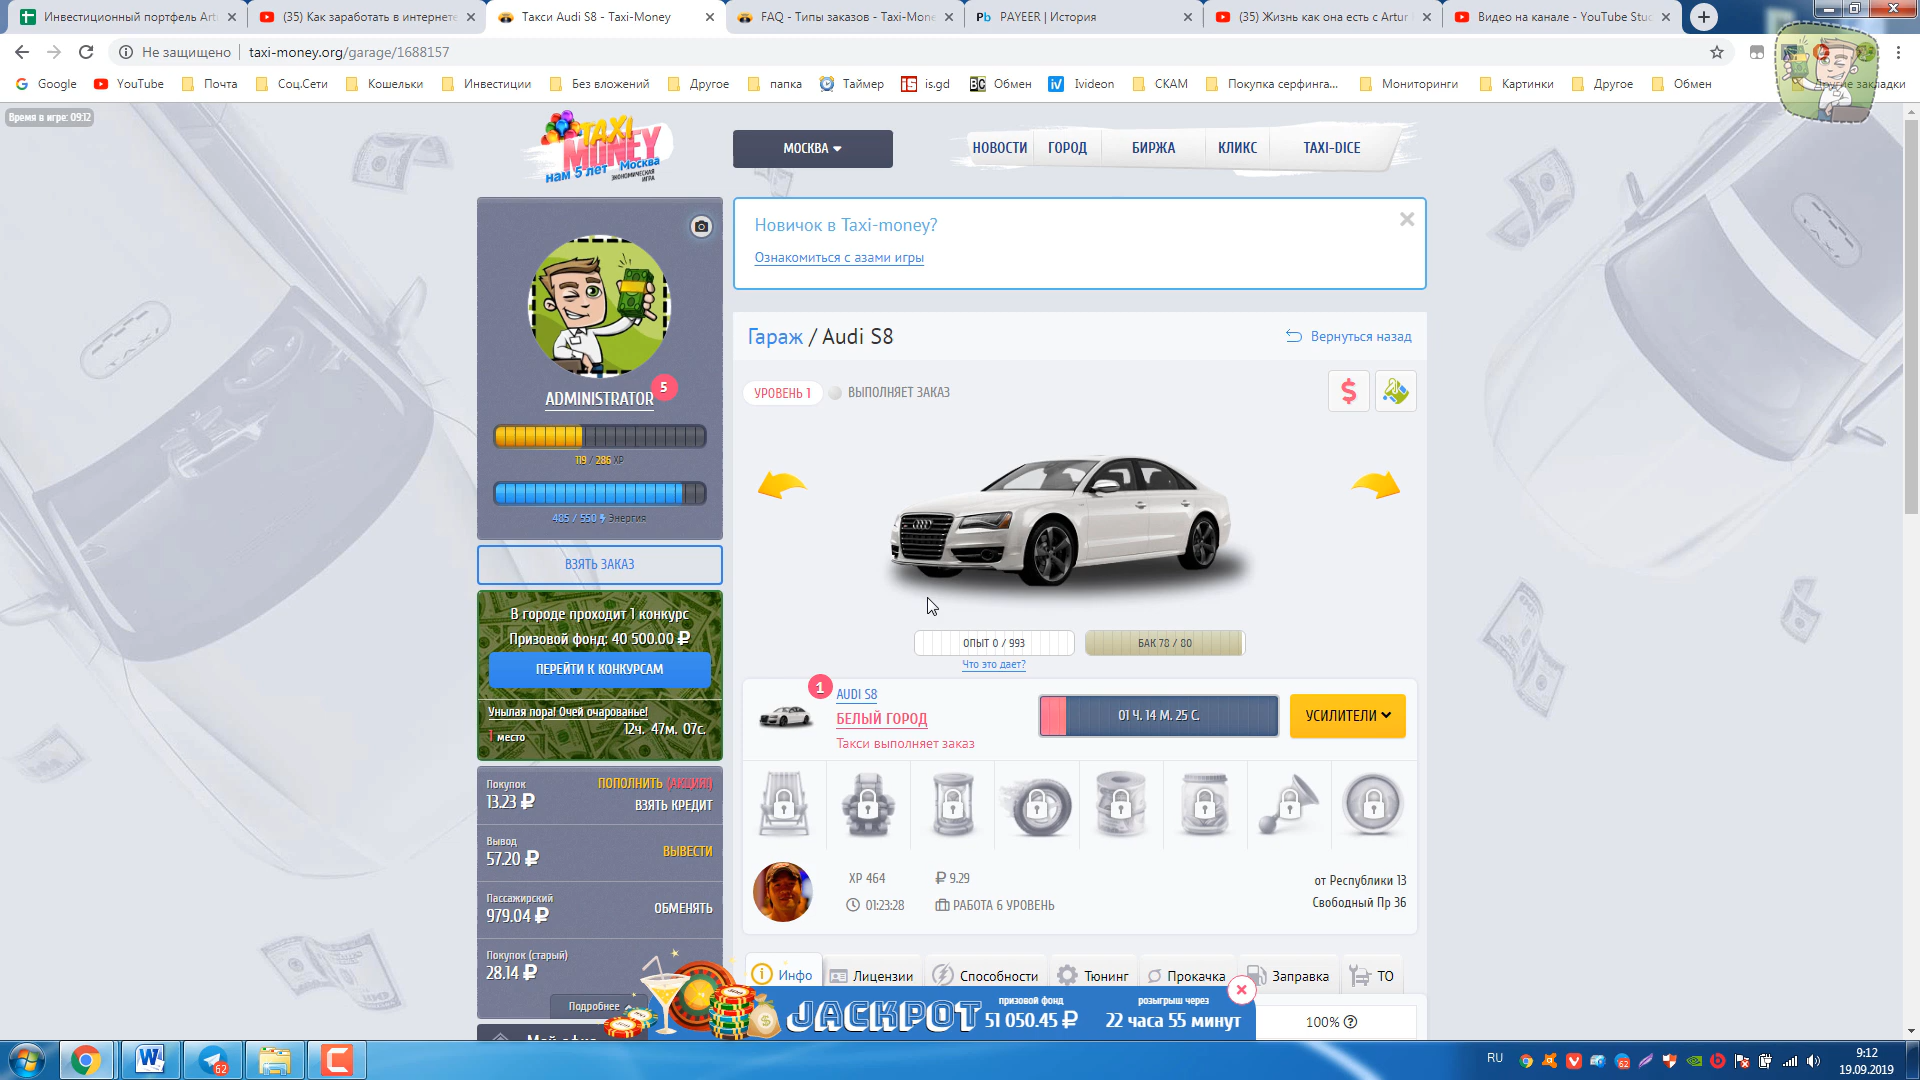 Инвестиционный портфель Art
(35) Как заработать в интернете
Такси Audi S8 - Taxi-Money
FAQ - Типы заказов - Taxi-Mone
PAYEER | История
(35) Жизнь как она есть с Artur
Видео на канале - YouTube Stu
Не защищено
taxi-money.org/garage/1688157
Google
YouTube
Почта
Соц.Сети
Кошельки
Инвестиции
Без вложений
Другое
папка
Таймер
is.gd
Обмен
Ivideon
СКАМ
Покупка серфинга...
Мониторинги
Картинки
Другое
Обмен
Другие закладки
Время в игре: 09:12
TAXI
MONEY
нам 5 лет Москва
ЭКОНОМИЧЕСКАЯ
ИГРА
МОСКВА
НОВОСТИ
ГОРОД
БИРЖА
КЛИКС
TAXI-DICE
Новичок в Taxi-money?
Ознакомиться с азами игры
ADMINISTRATOR
5
119 / 286 XP
485 / 550 Энергия
ВЗЯТЬ ЗАКАЗ
В городе проходит 1 конкурс
Призовой фонд: 40 500.00 ₽
ПЕРЕЙТИ К КОНКУРСАМ
Унылая пора! Очей очарованье!
1 место
12ч. 47м. 07с.
Покупок
13.23 ₽
ПОПОЛНИТЬ (АКЦИЯ!)
ВЗЯТЬ КРЕДИТ
Вывод
57.20 ₽
ВЫВЕСТИ
Пассажирский
979.04 ₽
ОБМЕНЯТЬ
Покупок (старый)
28.14 ₽
Подробнее
Гараж / Audi S8
Вернуться назад
УРОВЕНЬ 1
ВЫПОЛНЯЕТ ЗАКАЗ
$
ОПЫТ 0 / 993
БАК 78 / 80
Что это дает?
1
AUDI S8
БЕЛЫЙ ГОРОД
Такси выполняет заказ
01 Ч. 14 М. 25 С.
УСИЛИТЕЛИ
XP 464
₽ 9.29
01:23:28
РАБОТА 6 УРОВЕНЬ
от Республики 13
Свободный Пр 36
Инфо
Лицензии
Способности
Тюнинг
Прокачка
Заправка
ТО
JACKPOT
призовой фонд
51 050.45 ₽
розыгрыш через
22 часа 55 минут
100%
62
RU
62
9:12
19.09.2019